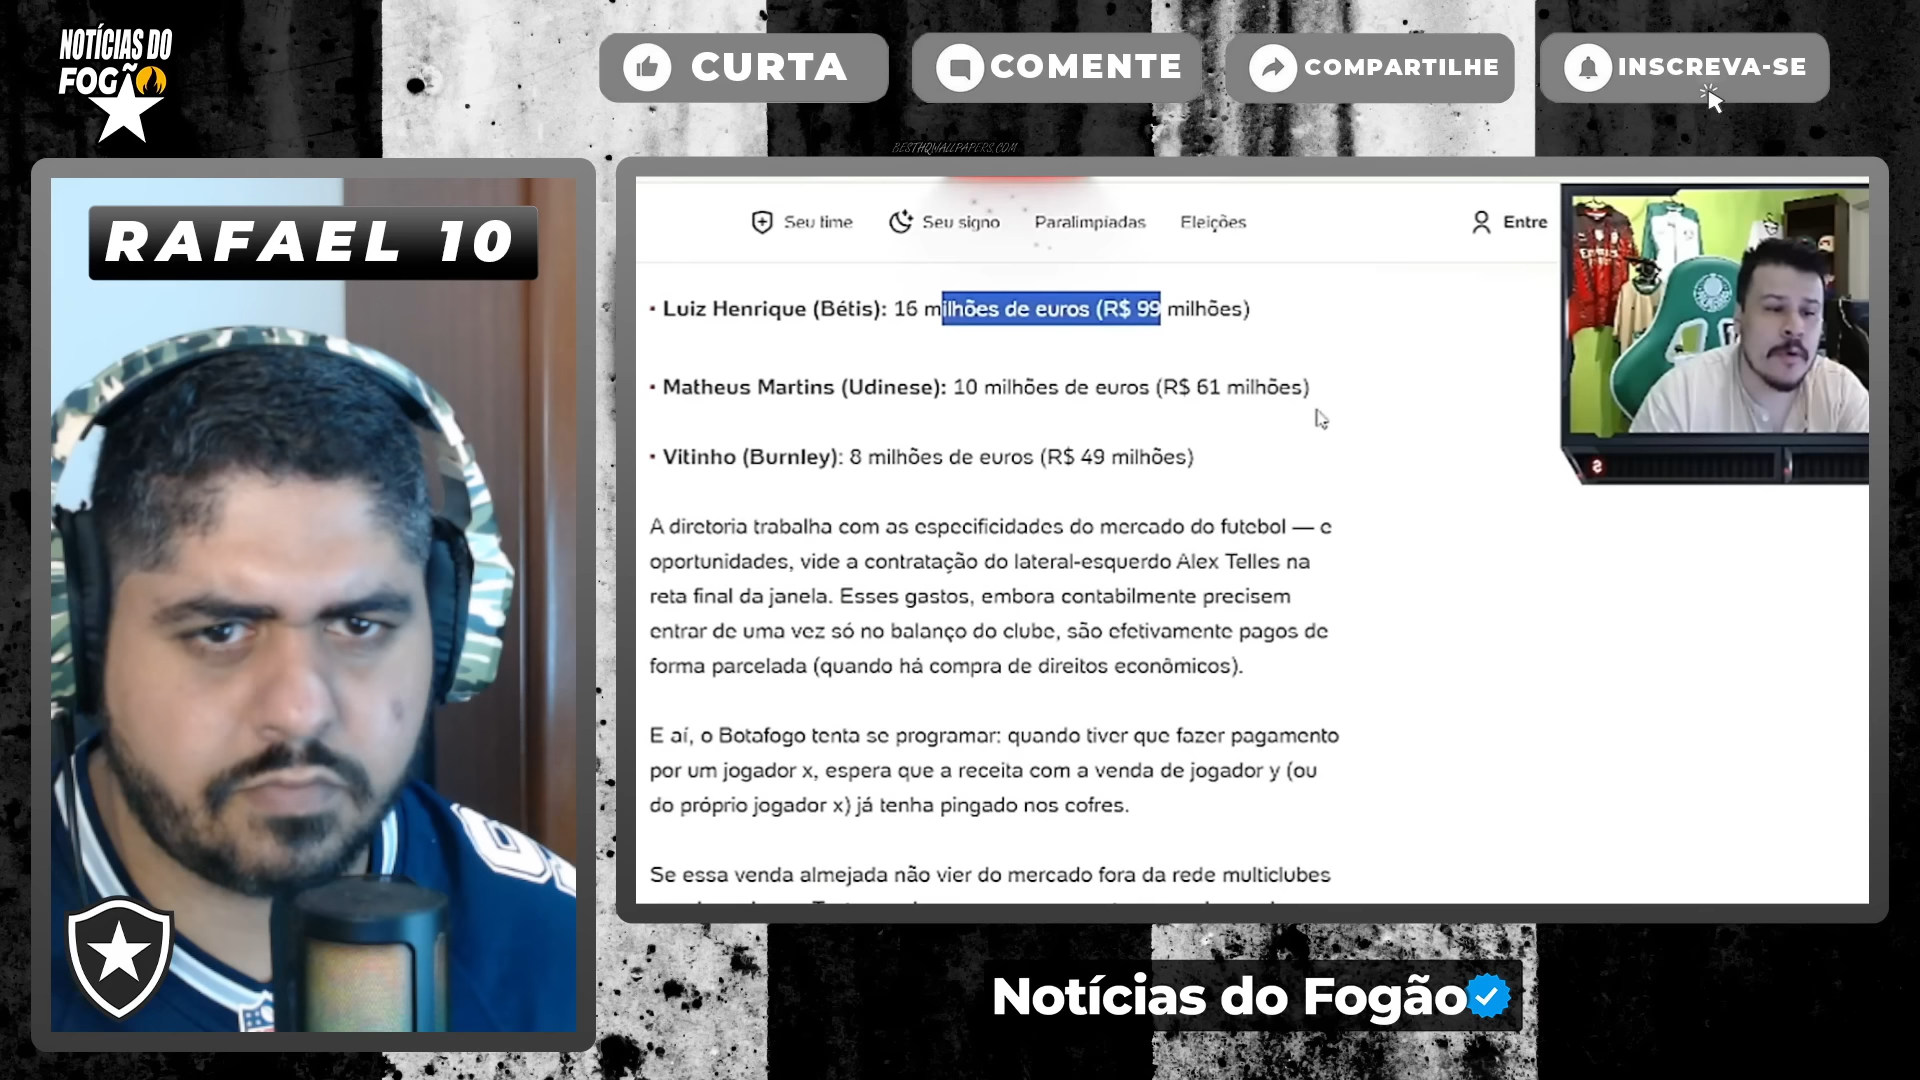 NOTÍCIAS DO
FOGÃO
CURTA
COMENTE
COMPARTILHE
INSCREVA-SE
BESTHQWALLPAPERS.COM
RAFAEL 10
Seu time
Seu signo
Paralimpíadas
Eleições
Entre
· Luiz Henrique (Bétis): 16 milhões de euros (R$ 99 milhões)
· Matheus Martins (Udinese): 10 milhões de euros (R$ 61 milhões)
· Vitinho (Burnley): 8 milhões de euros (R$ 49 milhões)
A diretoria trabalha com as especificidades do mercado do futebol — e
oportunidades, vide a contratação do lateral-esquerdo Alex Telles na
reta final da janela. Esses gastos, embora contabilmente precisem
entrar de uma vez só no balanço do clube, são efetivamente pagos de
forma parcelada (quando há compra de direitos econômicos).
E aí, o Botafogo tenta se programar: quando tiver que fazer pagamento
por um jogador x, espera que a receita com a venda de jogador y (ou
do próprio jogador x) já tenha pingado nos cofres.
Se essa venda almejada não vier do mercado fora da rede multiclubes
Notícias do Fogão